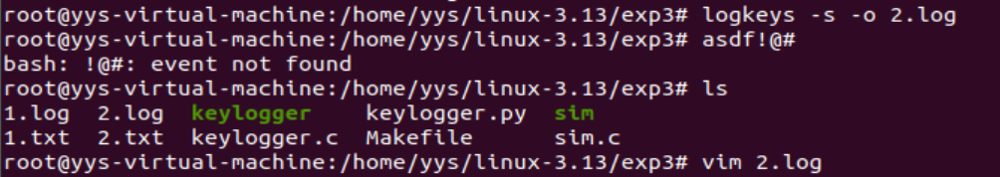 root@yys-virtual-machine:/home/yys/linux-3.13/exp3# logkeys -s -o 2.log
root@yys-virtual-machine:/home/yys/linux-3.13/exp3# asdf!@#
bash: !@#: event not found
root@yys-virtual-machine:/home/yys/linux-3.13/exp3# ls
1.log  2.log  keylogger    keylogger.py  sim
1.txt  2.txt  keylogger.c  Makefile      sim.c
root@yys-virtual-machine:/home/yys/linux-3.13/exp3# vim 2.log